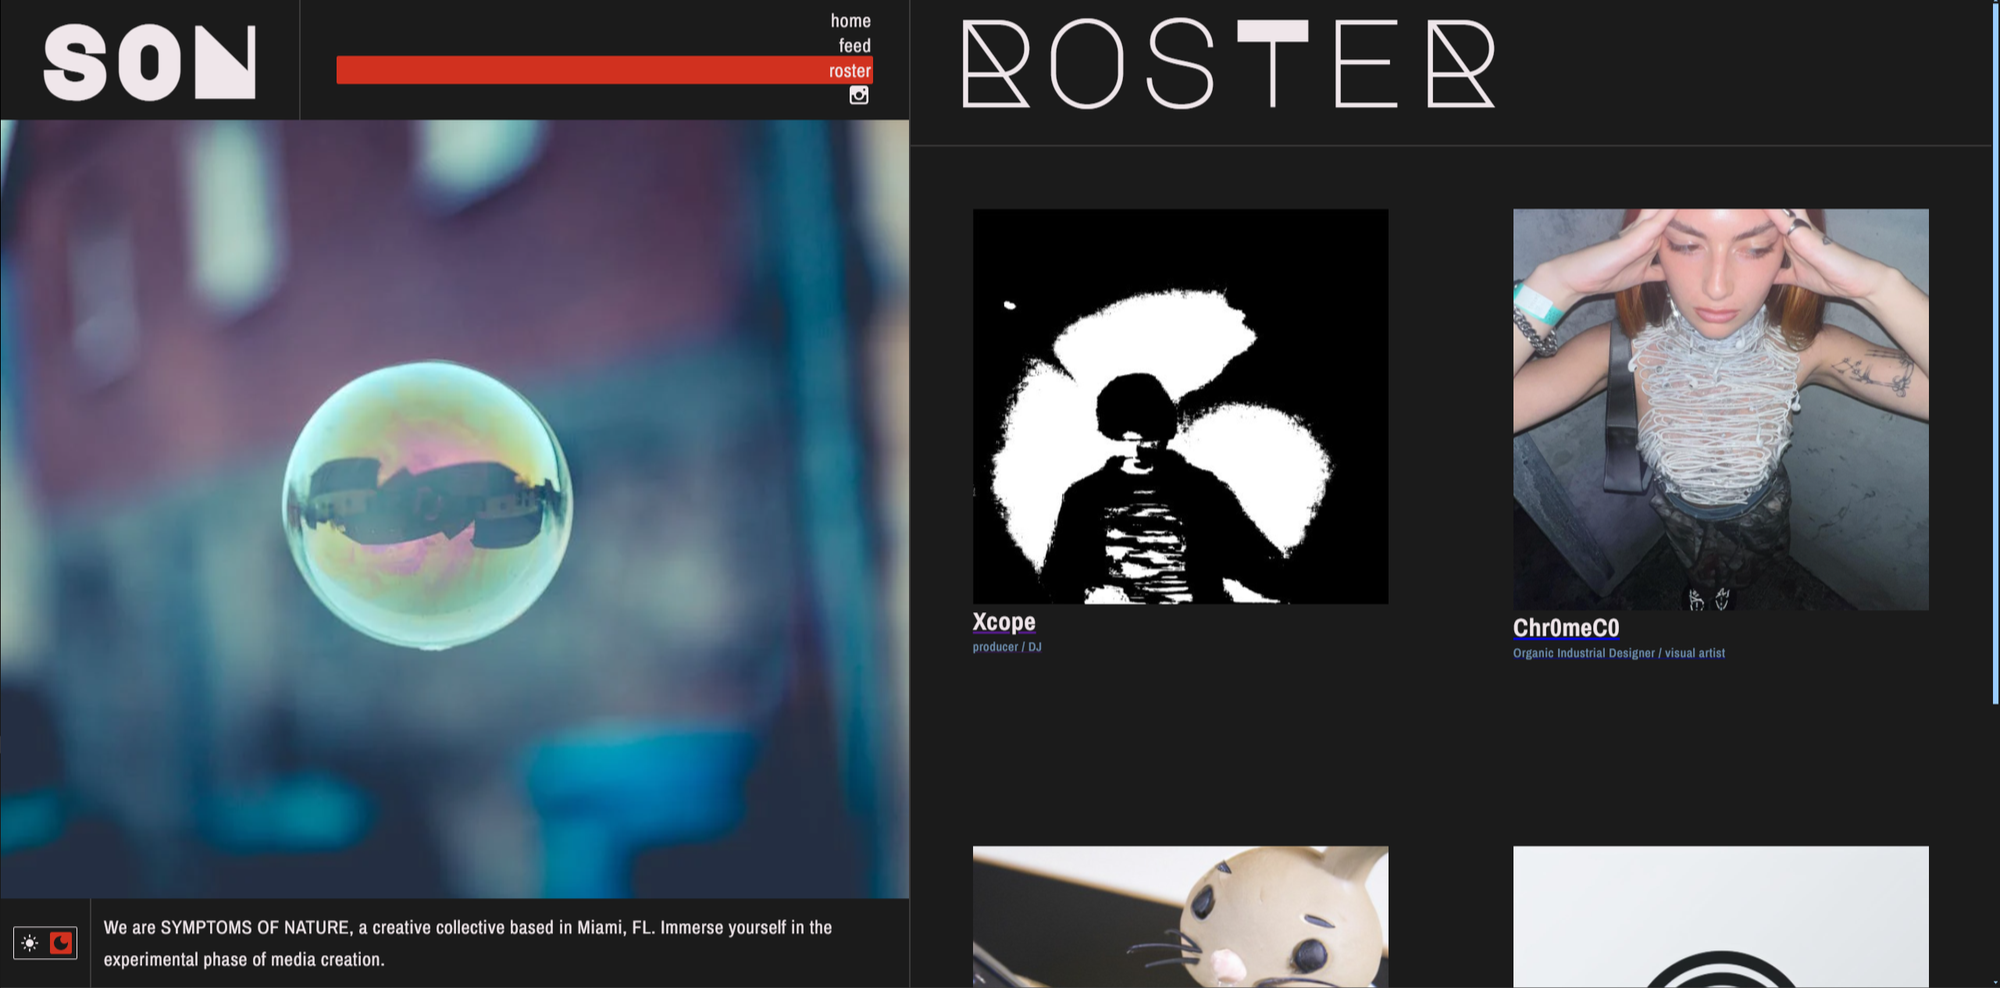 SON
home
feed
roster
ROSTER
Xcope
producer / DJ
Chr0meC0
Organic Industrial Designer / visual artist
We are SYMPTOMS OF NATURE, a creative collective based in Miami, FL. Immerse yourself in the
experimental phase of media creation.